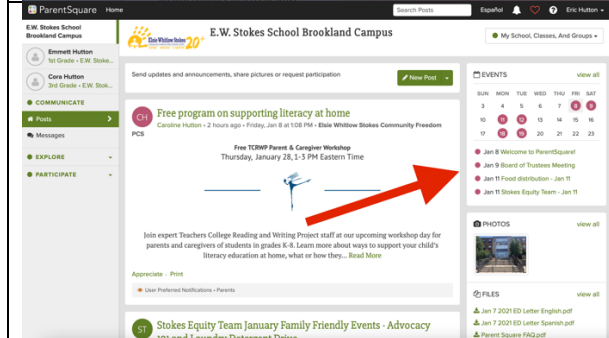 ParentSquare Home
Search Posts
Español
Eric Hutton
E.W. Stokes School
Brookland Campus
Emmett Hutton
1st Grade • E.W. Stoke...
Cora Hutton
3rd Grade • E.W. Stok...
COMMUNICATE
Posts
Messages
EXPLORE
PARTICIPATE
Elsie Whitlow Stokes 20+
E.W. Stokes School Brookland Campus
My School, Classes, And Groups
Send updates and announcements, share pictures or request participation
New Post
CH
Free program on supporting literacy at home
Caroline Hutton • 2 hours ago • Friday, Jan 8 at 1:08 PM • Elsie Whitlow Stokes Community Freedom
PCS
Free TCRWP Parent & Caregiver Workshop
Thursday, January 28, 1-3 PM Eastern Time
Join expert Teachers College Reading and Writing Project staff at our upcoming workshop day for
parents and caregivers of students in grades K-8. Learn more about ways to support your child's
literacy education at home, what or how they... Read More
Appreciate • Print
User Preferred Notifications • Parents
ST
Stokes Equity Team January Family Friendly Events - Advocacy
101 and Laundry Detergent Drive
EVENTS view all
SUN MON TUE WED THU FRI SAT
3 4 5 6 7 8 9
10 11 12 13 14 15 16
17 18 19 20 21 22 23
Jan 8 Welcome to ParentSquare!
Jan 9 Board of Trustees Meeting
Jan 11 Food distribution - Jan 11
Jan 11 Stokes Equity Team - Jan 11
PHOTOS view all
FILES view all
Jan 7 2021 ED Letter English.pdf
Jan 7 2021 ED Letter Spanish.pdf
Parent Square FAQ.pdf